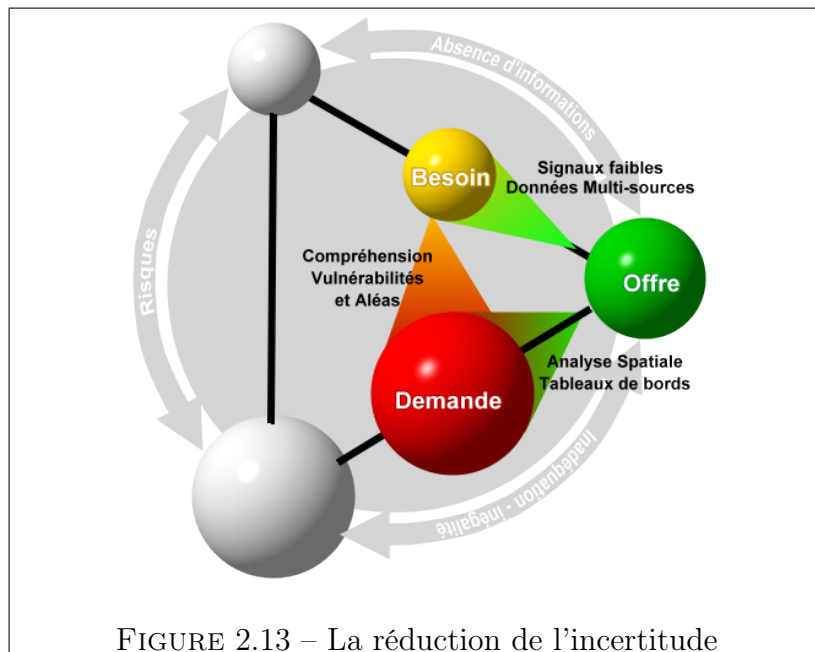 Absence d'informations
Besoin
Signaux faibles
Données Multi-sources
Risques
Compréhension
Vulnérabilités
et Aléas
Offre
Demande
Analyse Spatiale
Tableaux de bords
Inadéquation - inégalité
FIGURE 2.13 – La réduction de l'incertitude